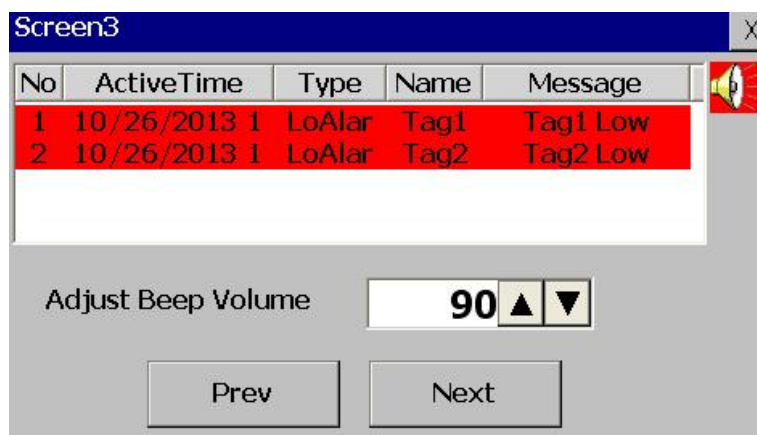 Screen3 X
No ActiveTime Type Name Message
1 10/26/2013 1 LoAlar Tag1 Tag1 Low
2 10/26/2013 1 LoAlar Tag2 Tag2 Low
Adjust Beep Volume 90
Prev Next